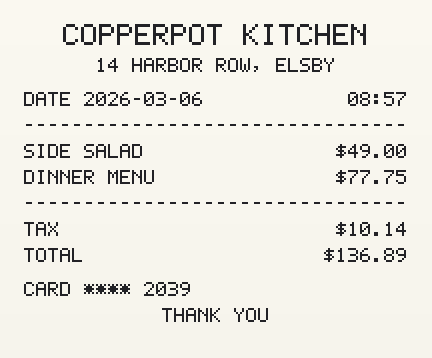 COPPERPOT KITCHEN
14 HARBOR ROW, ELSBY
DATE 2026-03-06 08:57
--------------------------------
SIDE SALAD $49.00
DINNER MENU $77.75
--------------------------------
TAX $10.14
TOTAL $136.89
CARD **** 2039
THANK YOU